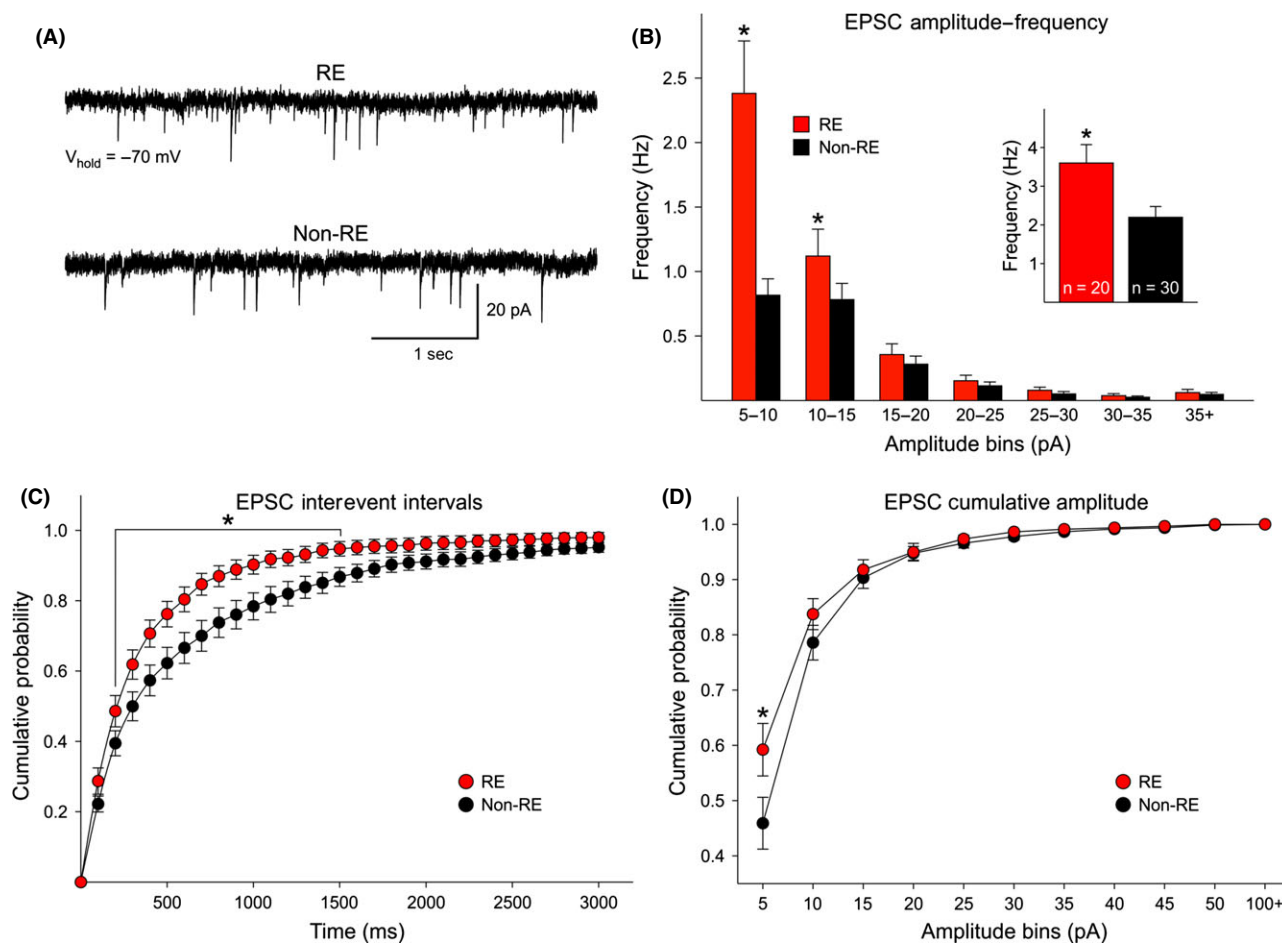 (A)
RE
V_hold = –70 mV
Non-RE
20 pA
1 sec
(B)
EPSC amplitude–frequency
*
*
RE
Non-RE
Frequency (Hz)
2.5
2.0
1.5
1.0
0.5
5–10 10–15 15–20 20–25 25–30 30–35 35+
Amplitude bins (pA)
*
Frequency (Hz)
4
3
2
1
n = 20 n = 30
(C)
EPSC interevent intervals
*
Cumulative probability
1.0
0.8
0.6
0.4
0.2
RE
Non-RE
500 1000 1500 2000 2500 3000
Time (ms)
(D)
EPSC cumulative amplitude
Cumulative probability
1.0
0.9
0.8
0.7
0.6
0.5
0.4
*
RE
Non-RE
5 10 15 20 25 30 35 40 45 50 100+
Amplitude bins (pA)